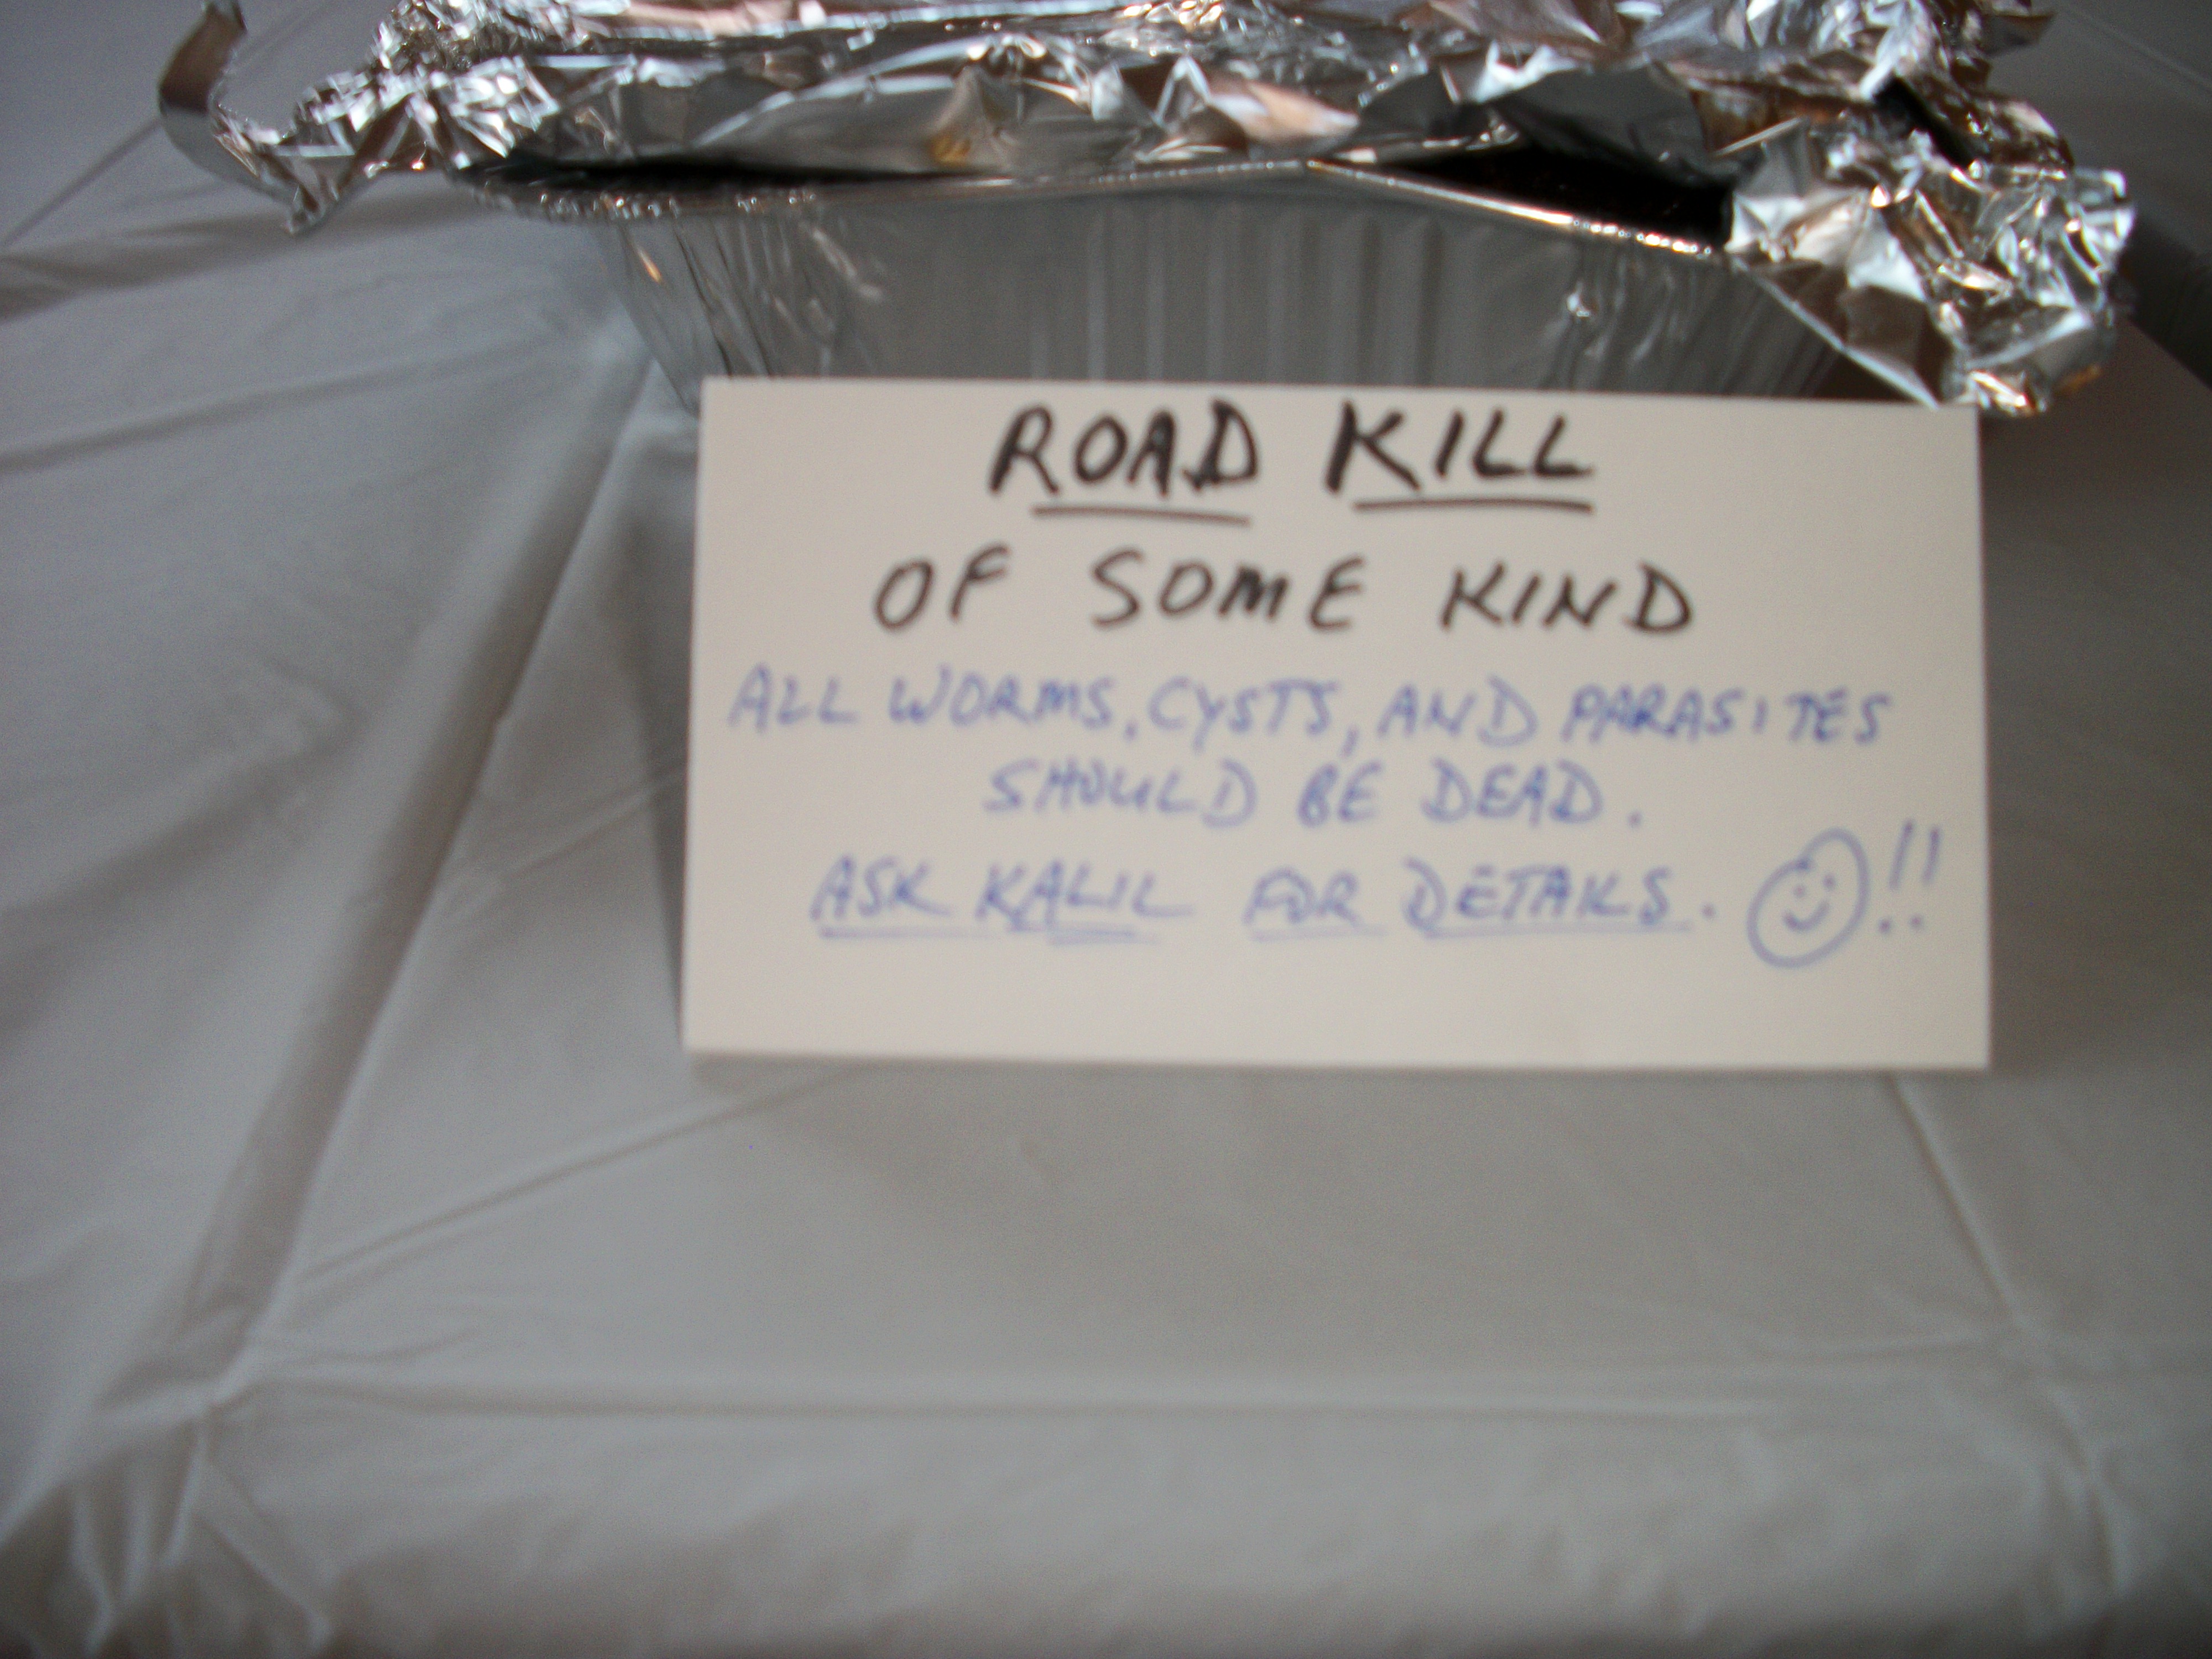 ROAD KILL
OF SOME KIND
ALL WORMS, CYSTS, AND PARASITES
SHOULD BE DEAD.
ASK KALIL FOR DETAILS. !!